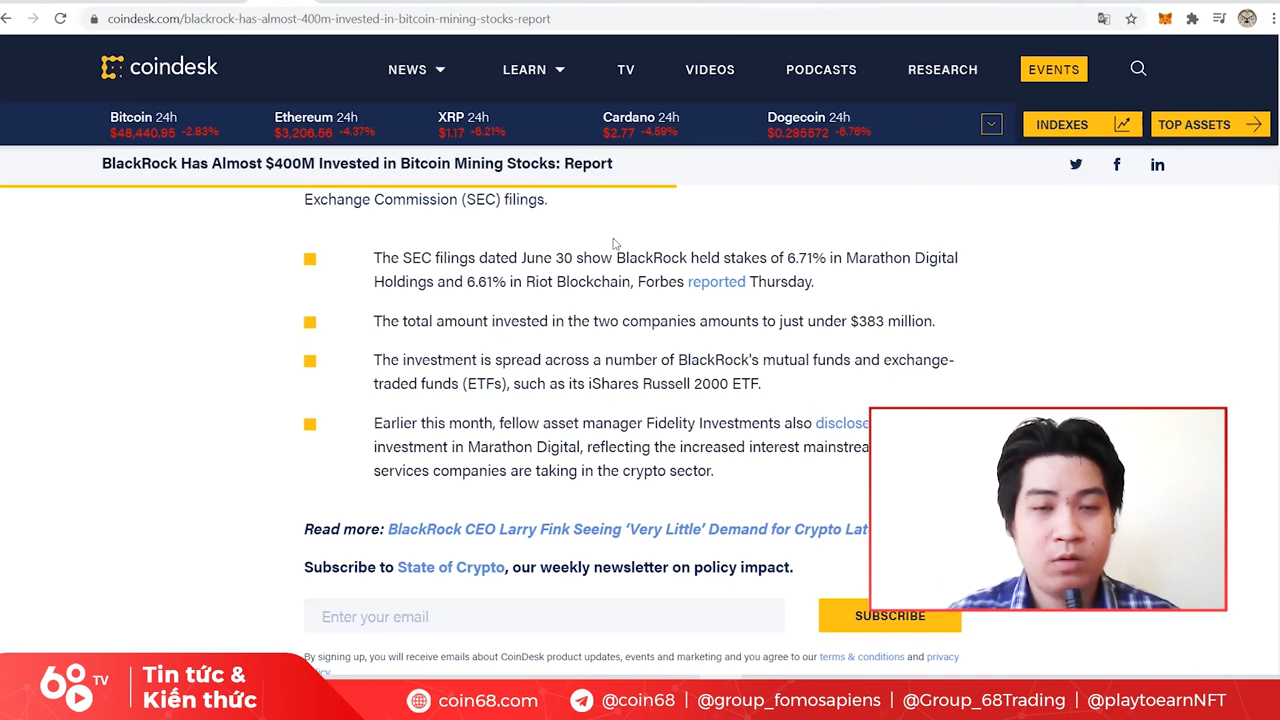 coindesk.com/blackrock-has-almost-400m-invested-in-bitcoin-mining-stocks-report
coindesk
NEWS
LEARN
TV
VIDEOS
PODCASTS
RESEARCH
EVENTS
Bitcoin 24h
$48,440.95 -2.83%
Ethereum 24h
$3,206.56 -4.37%
XRP 24h
$1.17 -6.21%
Cardano 24h
$2.77 -4.59%
Dogecoin 24h
$0.295572 -6.76%
INDEXES
TOP ASSETS
BlackRock Has Almost $400M Invested in Bitcoin Mining Stocks: Report
Exchange Commission (SEC) filings.
The SEC filings dated June 30 show BlackRock held stakes of 6.71% in Marathon Digital
Holdings and 6.61% in Riot Blockchain, Forbes reported Thursday.
The total amount invested in the two companies amounts to just under $383 million.
The investment is spread across a number of BlackRock's mutual funds and exchange-
traded funds (ETFs), such as its iShares Russell 2000 ETF.
Earlier this month, fellow asset manager Fidelity Investments also disclose
investment in Marathon Digital, reflecting the increased interest mainstrea
services companies are taking in the crypto sector.
Read more: BlackRock CEO Larry Fink Seeing ‘Very Little’ Demand for Crypto Lat
Subscribe to State of Crypto, our weekly newsletter on policy impact.
Enter your email
SUBSCRIBE
By signing up, you will receive emails about CoinDesk product updates, events and marketing and you agree to our terms & conditions and privacy
68 TV
Tin tức &
Kiến thức
coin68.com
@coin68 | @group_fomosapiens | @Group_68Trading | @playtoearnNFT